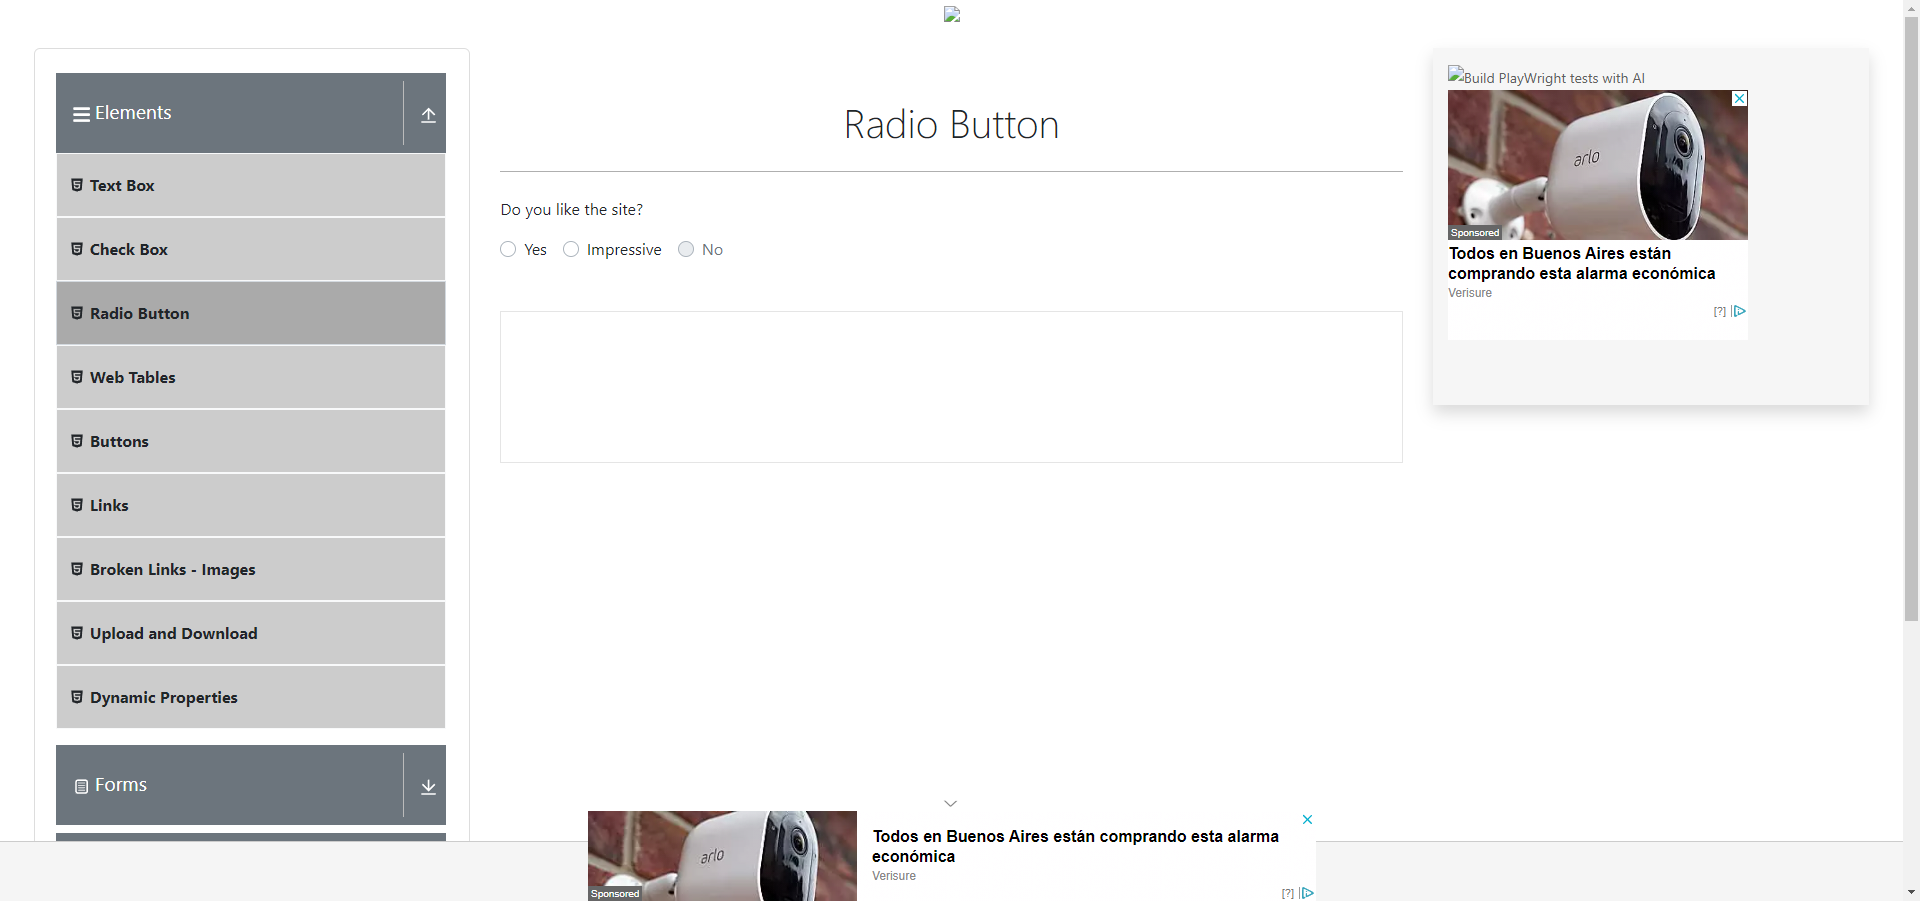 Elements
Text Box
Check Box
Radio Button
Web Tables
Buttons
Links
Broken Links - Images
Upload and Download
Dynamic Properties
Forms
Radio Button
Do you like the site?
Yes Impressive No
Build PlayWright tests with AI
arlo
Sponsored
Todos en Buenos Aires están
comprando esta alarma económica
Verisure
[?]
arlo
Sponsored
Todos en Buenos Aires están comprando esta alarma
económica
Verisure
[?]